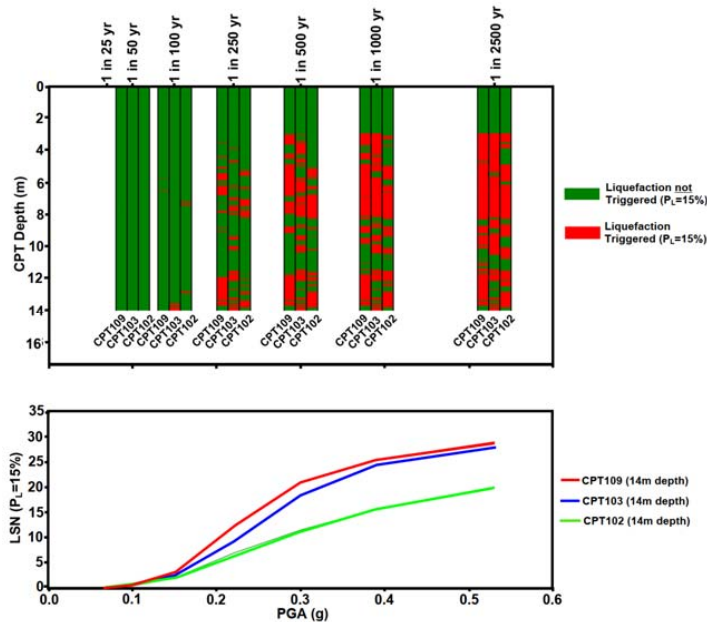 1 in 25 yr
1 in 50 yr
1 in 100 yr
1 in 250 yr
1 in 500 yr
1 in 1000 yr
1 in 2500 yr
CPT Depth (m)
0
2
4
6
8
10
12
14
16
CPT109
CPT103
CPT102
CPT109
CPT103
CPT102
CPT109
CPT103
CPT102
CPT109
CPT103
CPT102
CPT109
CPT103
CPT102
CPT109
CPT103
CPT102
Liquefaction not
Triggered (PL=15%)
Liquefaction
Triggered (PL=15%)
LSN (PL=15%)
35
30
25
20
15
10
5
0
0.0
0.1
0.2
0.3
0.4
0.5
0.6
PGA (g)
CPT109 (14m depth)
CPT103 (14m depth)
CPT102 (14m depth)